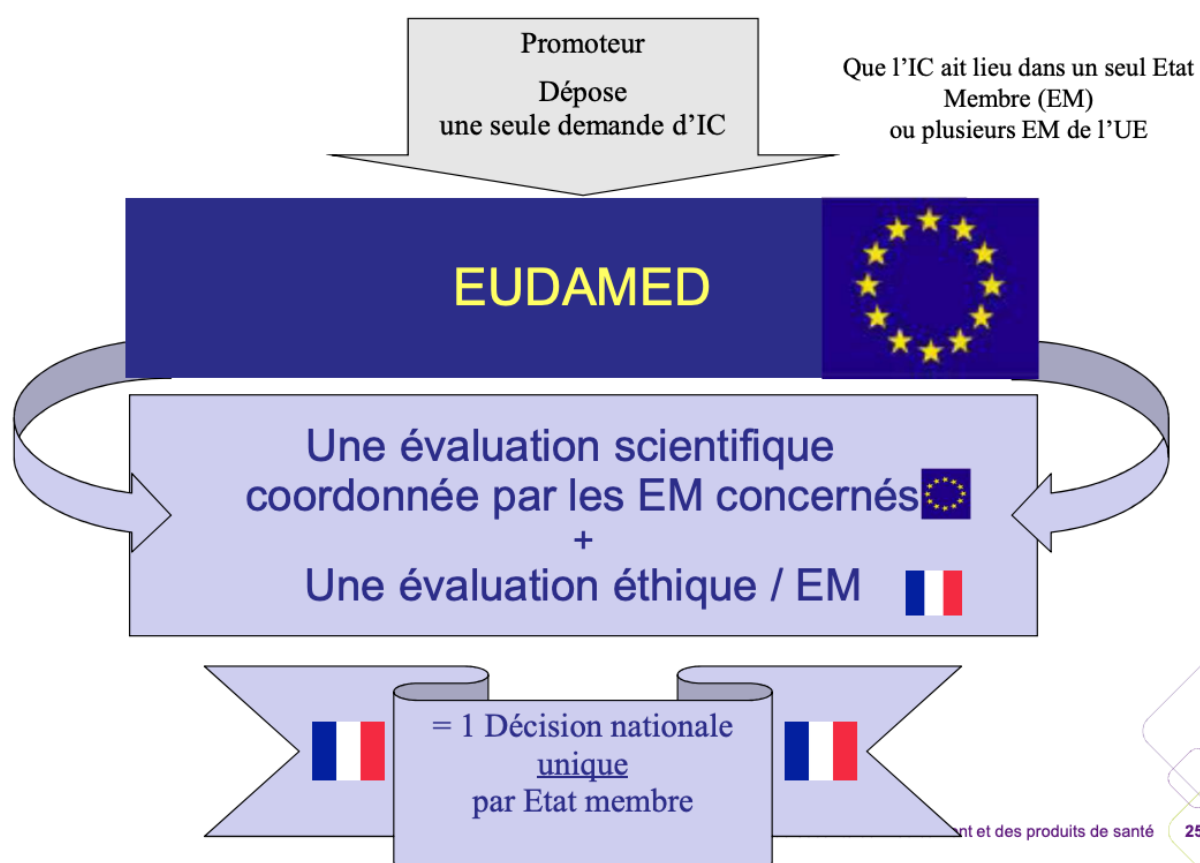 Promoteur
Dépose
une seule demande d'IC
Que l'IC ait lieu dans un seul Etat
Membre (EM)
ou plusieurs EM de l'UE
EUDAMED
Une évaluation scientifique
coordonnée par les EM concernés
+
Une évaluation éthique / EM
= 1 Décision nationale
unique
par Etat membre
nt et des produits de santé
25